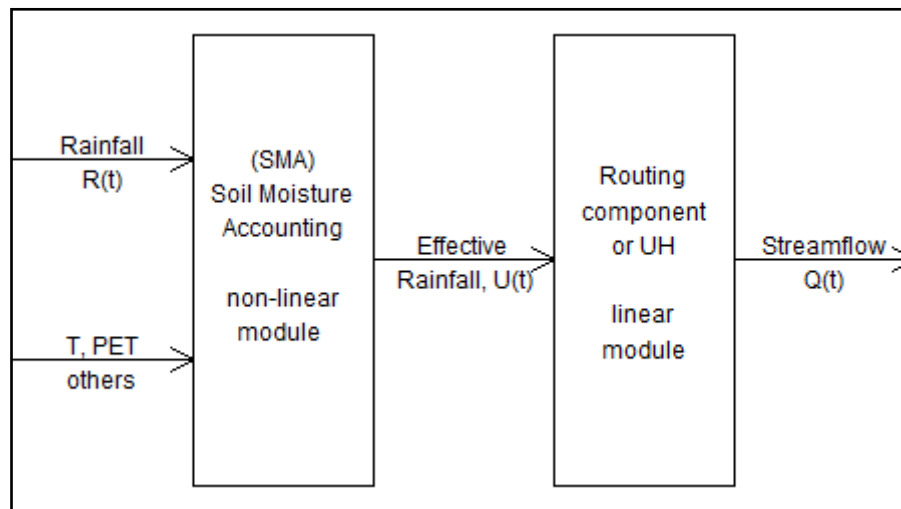 Rainfall
R(t)
T, PET
others
(SMA)
Soil Moisture
Accounting
non-linear
module
Effective
Rainfall, U(t)
Routing
component
or UH
linear
module
Streamflow
Q(t)